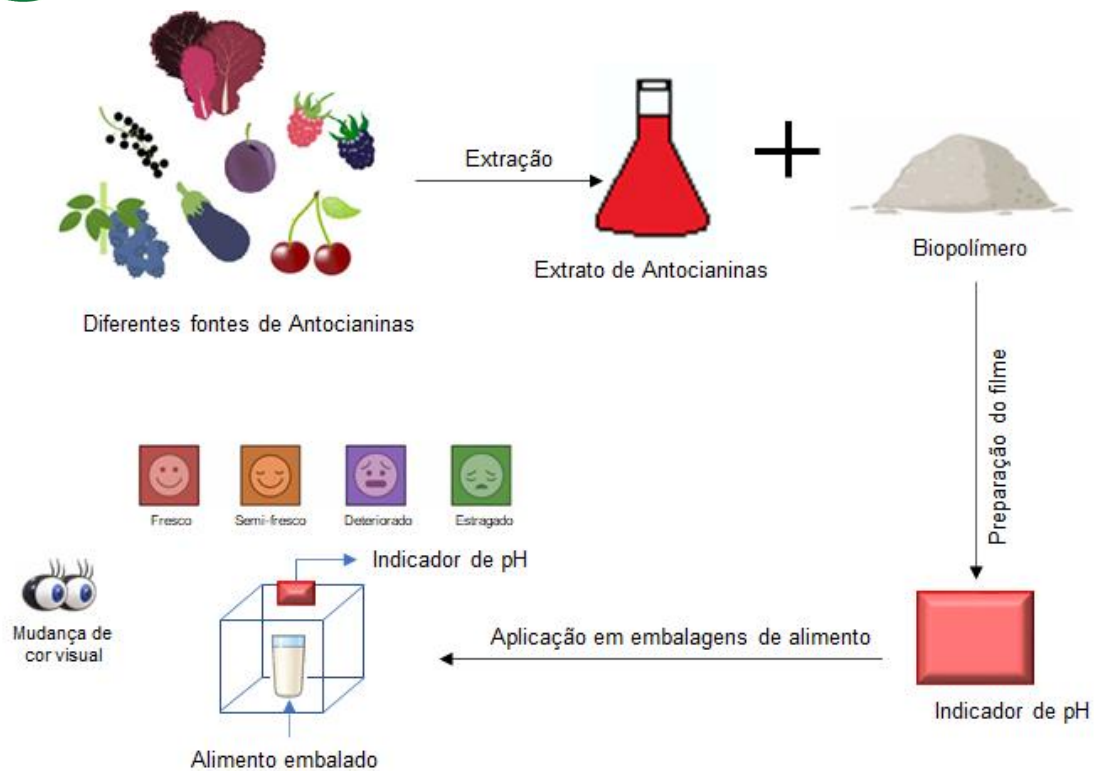 Extração
Extrato de Antocianinas
Biopolímero
Diferentes fontes de Antocianinas
Preparação do filme
Fresco
Semi-fresco
Deteriorado
Estragado
Indicador de pH
Mudança de
cor visual
Aplicação em embalagens de alimento
Indicador de pH
Alimento embalado